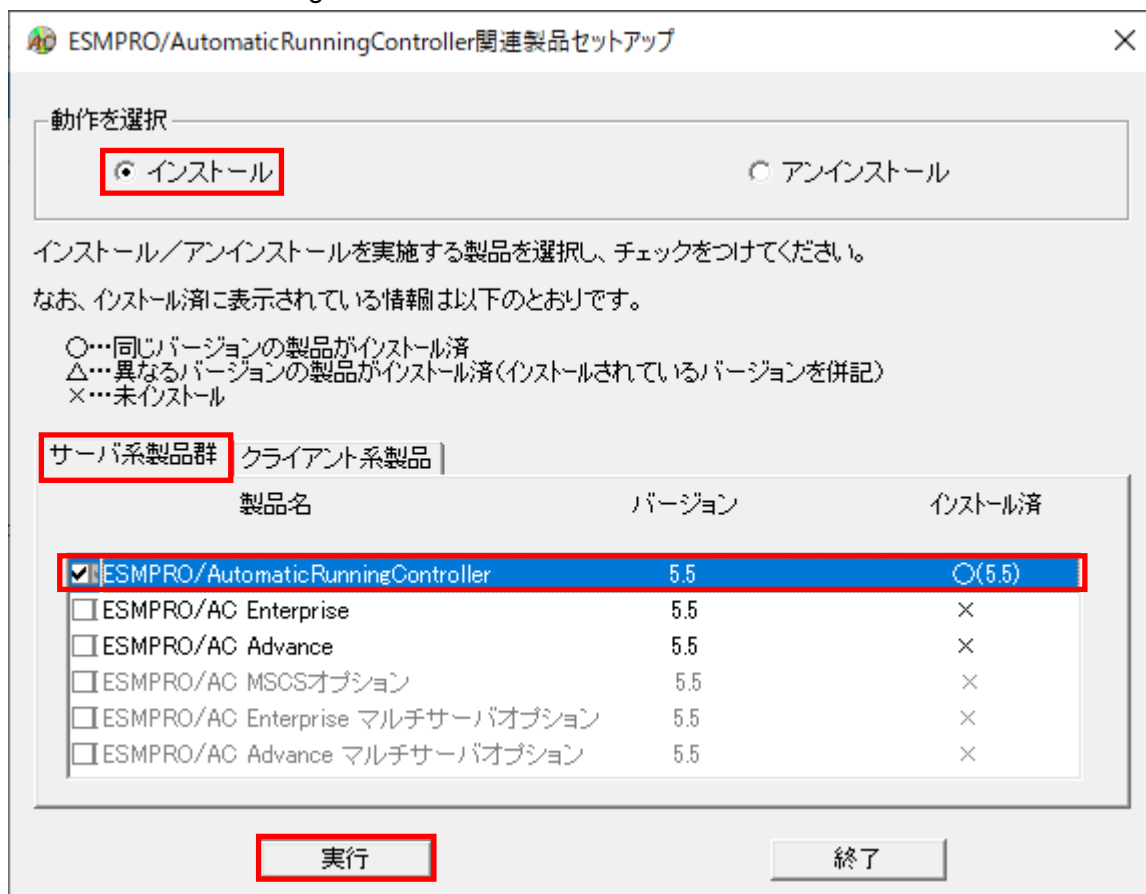 ESMPRO/AutomaticRunningController関連製品セットアップ
動作を選択
インストール アンインストール
インストール／アンインストールを実施する製品を選択し、チェックをつけてください。
なお、インストール済に表示されている情報は以下のとおりです。
○…同じバージョンの製品がインストール済
△…異なるバージョンの製品がインストール済(インストールされているバージョンを併記)
×…未インストール
サーバ系製品群 クライアント系製品
製品名 バージョン インストール済
ESMPRO/AutomaticRunningController 5.5 ○(5.5)
ESMPRO/AC Enterprise 5.5 ×
ESMPRO/AC Advance 5.5 ×
ESMPRO/AC MSCSオプション 5.5 ×
ESMPRO/AC Enterprise マルチサーバオプション 5.5 ×
ESMPRO/AC Advance マルチサーバオプション 5.5 ×
実行 終了